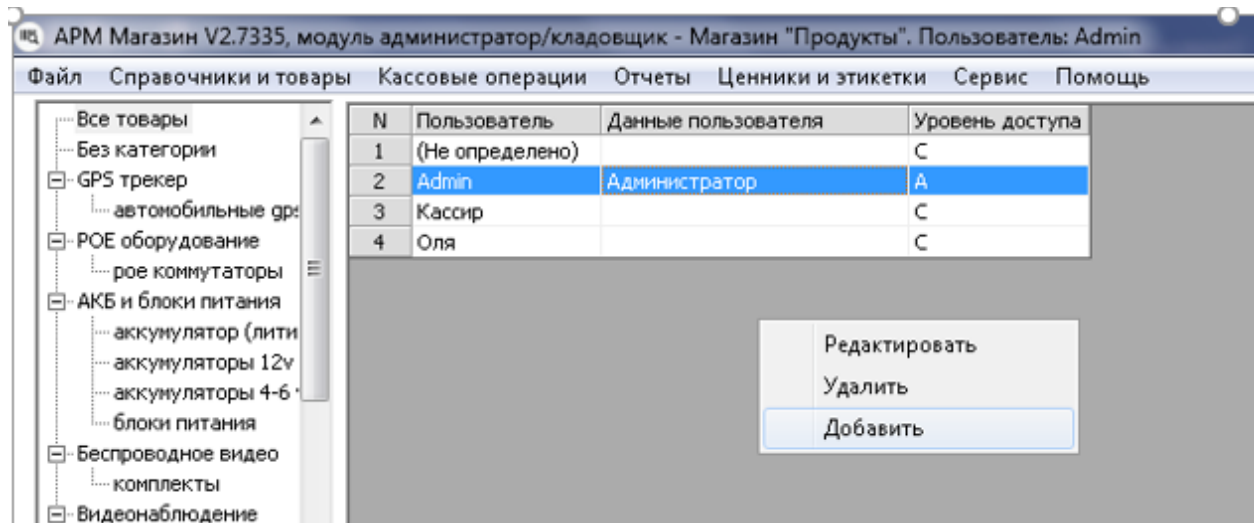 АРМ Магазин V2.7335, модуль администратор/кладовщик - Магазин "Продукты". Пользователь: Admin
Файл Справочники и товары Кассовые операции Отчеты Ценники и этикетки Сервис Помощь
Все товары
Без категории
GPS трекер
автомобильные gps
POE оборудование
poe коммутаторы
АКБ и блоки питания
аккумулятор (лити
аккумуляторы 12v
аккумуляторы 4-6
блоки питания
Беспроводное видео
комплекты
Видеонаблюдение
N Пользователь Данные пользователя Уровень доступа
1 (Не определено) C
2 Admin Администратор A
3 Кассир C
4 Оля C
Редактировать
Удалить
Добавить